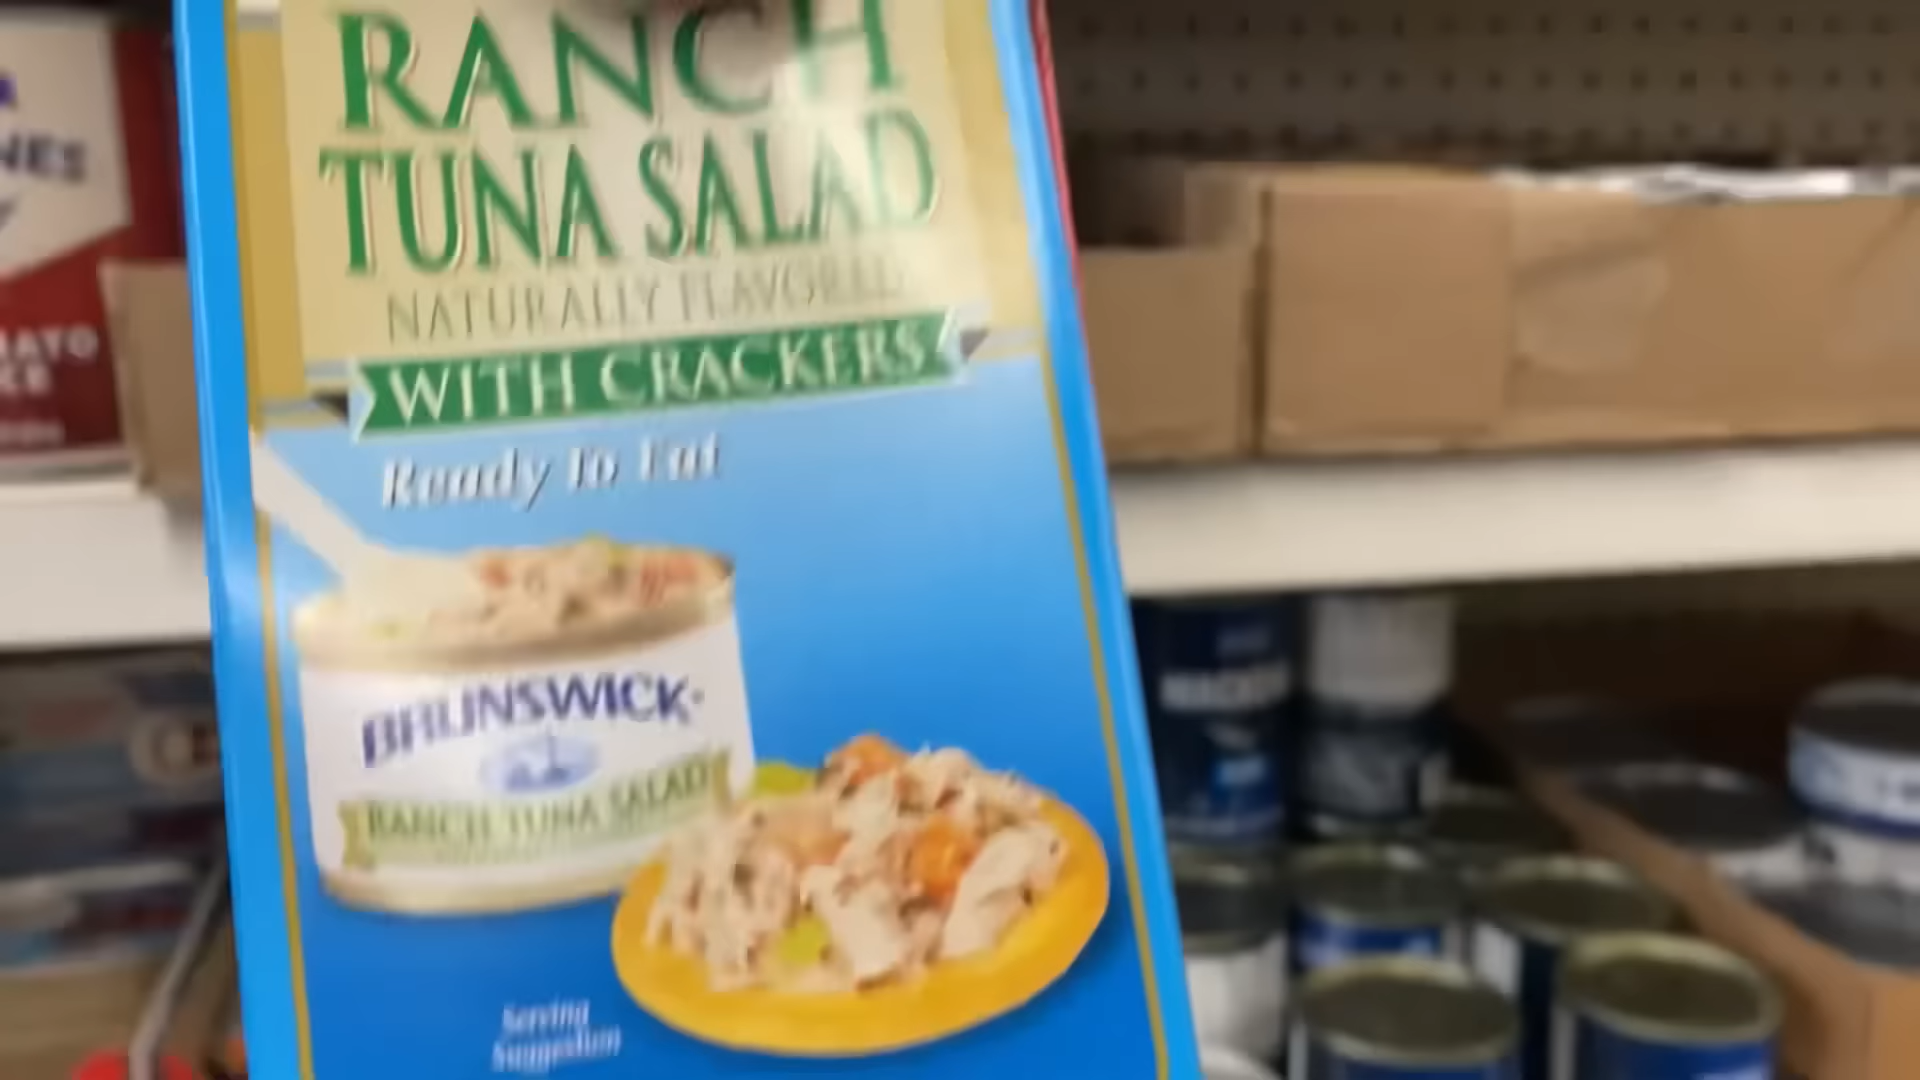 RANCH
TUNA SALAD
NATURALLY FLAVORED
WITH CRACKERS
Ready To Eat
BRUNSWICK
RANCH TUNA SALAD
Serving
Suggestion